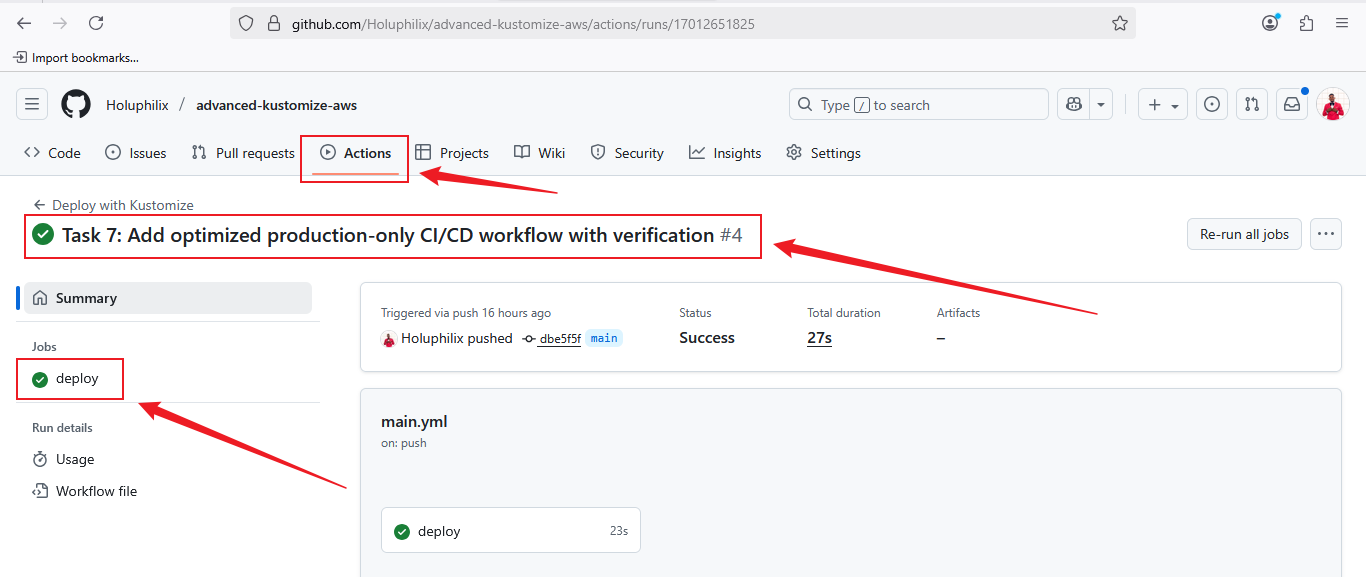 github.com/Holuphilix/advanced-kustomize-aws/actions/runs/17012651825
Import bookmarks...
Holuphilix / advanced-kustomize-aws
Type / to search
Code Issues Pull requests Actions Projects Wiki Security Insights Settings
Deploy with Kustomize
Task 7: Add optimized production-only CI/CD workflow with verification #4
Re-run all jobs
Summary
Jobs
deploy
Run details
Usage
Workflow file
Triggered via push 16 hours ago
Holuphilix pushed dbe5f5f main
Status
Success
Total duration
27s
Artifacts
–
main.yml
on: push
deploy 23s